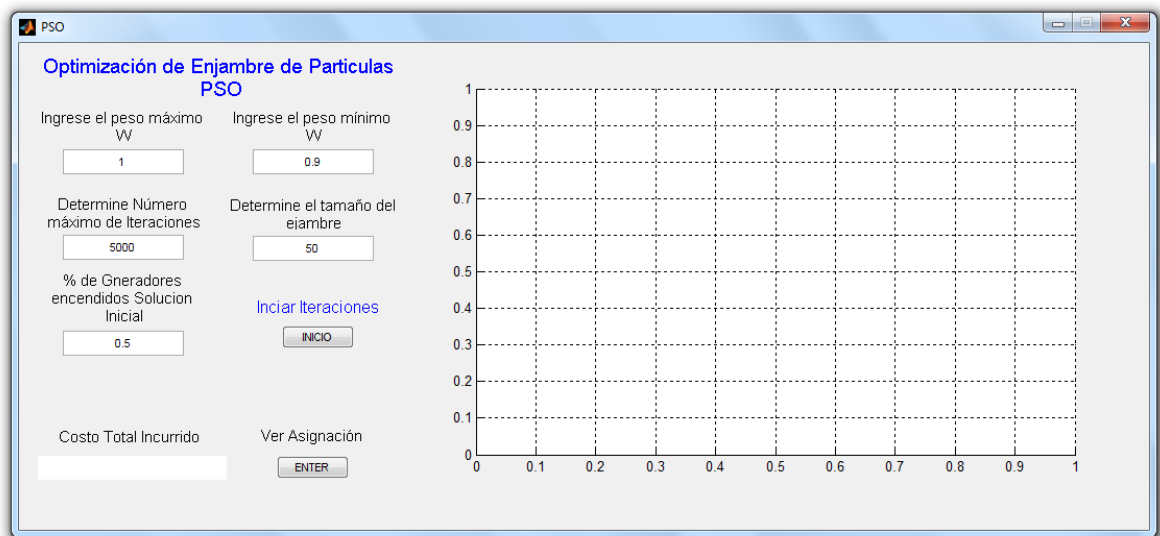 PSO
Optimización de Enjambre de Particulas
PSO
Ingrese el peso máximo
W
1
Ingrese el peso mínimo
W
0.9
Determine Número
máximo de Iteraciones
5000
Determine el tamaño del
ejambre
50
% de Gneradores
encendidos Solucion
Inicial
0.5
Inciar Iteraciones
INICIO
Costo Total Incurrido
Ver Asignación
ENTER
1
0.9
0.8
0.7
0.6
0.5
0.4
0.3
0.2
0.1
0
0 0.1 0.2 0.3 0.4 0.5 0.6 0.7 0.8 0.9 1